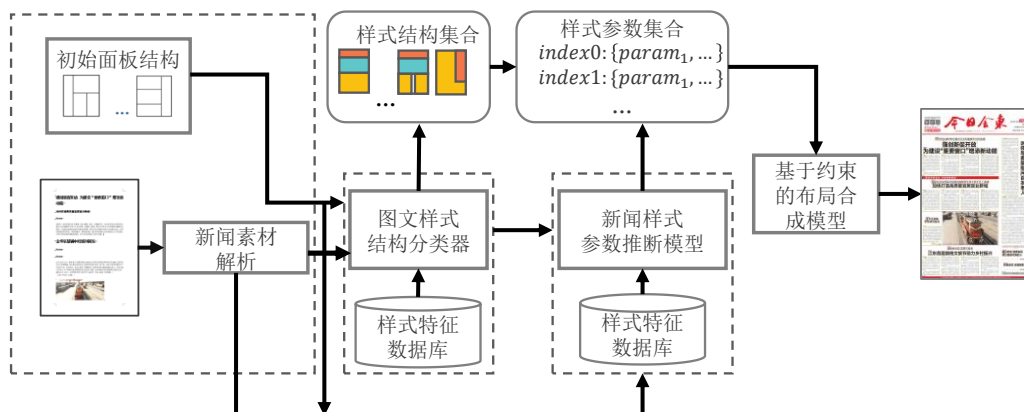 初始面板结构
...
新闻素材
解析
样式结构集合
...
图文样式
结构分类器
样式特征
数据库
样式参数集合
index0:{param₁, ...}
index1:{param₁, ...}
...
新闻样式
参数推断模型
样式特征
数据库
基于约束
的布局合
成模型
今日金东